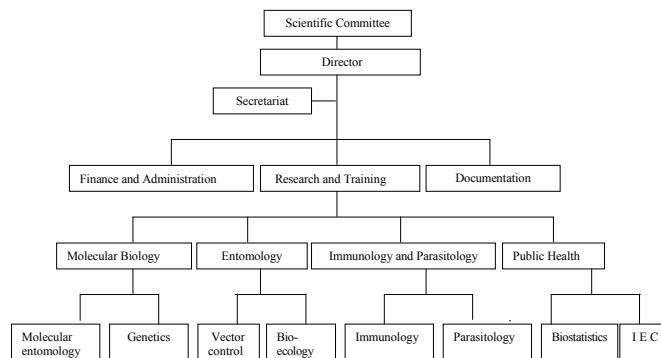 Scientific Committee
Director
Secretariat
Finance and Administration
Research and Training
Documentation
Molecular Biology
Entomology
Immunology and Parasitology
Public Health
Molecular
entomology
Genetics
Vector
control
Bio-
ecology
Immunology
Parasitology
Biostatistics
I E C